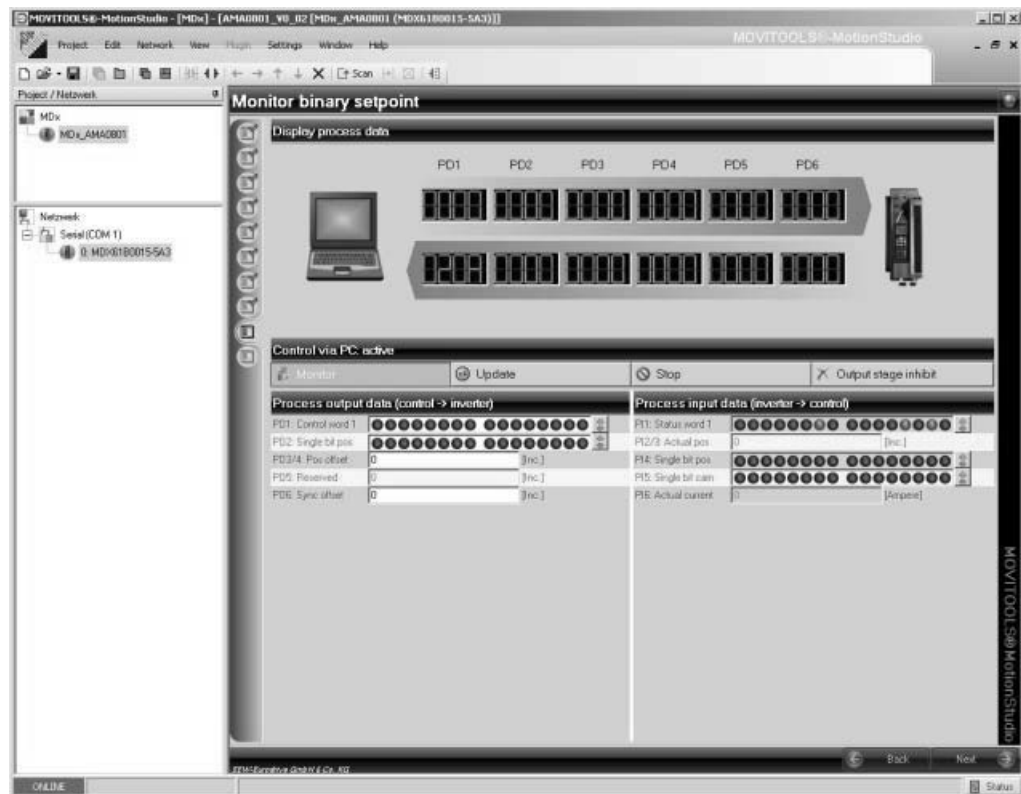 MOVITOOLS®-MotionStudio - [MDx] - [AMA0801_V0_02 [MDx_AMA0801 (MDX61B0015-5A3)]]
MOVITOOLS®-MotionStudio
Project Edit Network View Plugin Settings Window Help
Scan
Project / Netzwerk
MDx
MDx_AMA0801
Netzwerk
Serial (COM 1)
0: MDX61B0015-5A3
Monitor binary setpoint
Display process data
PD1 PD2 PD3 PD4 PD5 PD6
Control via PC: active
Monitor Update Stop Output stage inhibit
Process output data (control -> inverter)
PD1: Control word 1
PD2: Single bit pos
PD3/4: Pos offset 0 [Inc.]
PD5: Reserved 0 [Inc.]
PD6: Sync offset 0 [Inc.]
Process input data (inverter -> control)
PI1: Status word 1
PI2/3: Actual pos 0 [Inc.]
PI4: Single bit pos
PI5: Single bit cam
PI6: Actual current 0 [Ampere]
MOVITOOLS®MotionStudio
Back Next
SEW-Eurodrive GmbH & Co. KG
ONLINE Status